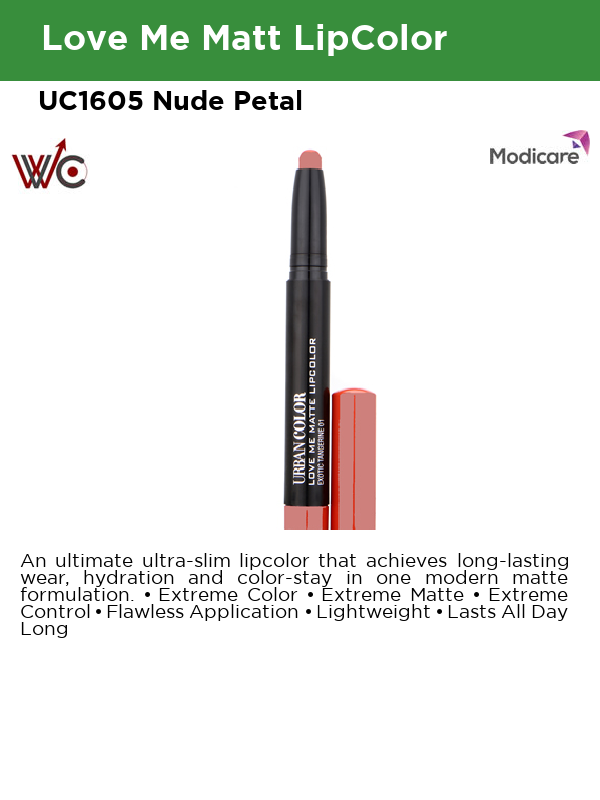 Love Me Matt LipColor
UC1605 Nude Petal
WC
Modicare
URBAN COLOR
LOVE ME MATTE LIPCOLOR
EXOTIC TANGERINE 01
An ultimate ultra-slim lipcolor that achieves long-lasting
wear, hydration and color-stay in one modern matte
formulation. • Extreme Color • Extreme Matte • Extreme
Control • Flawless Application • Lightweight • Lasts All Day
Long